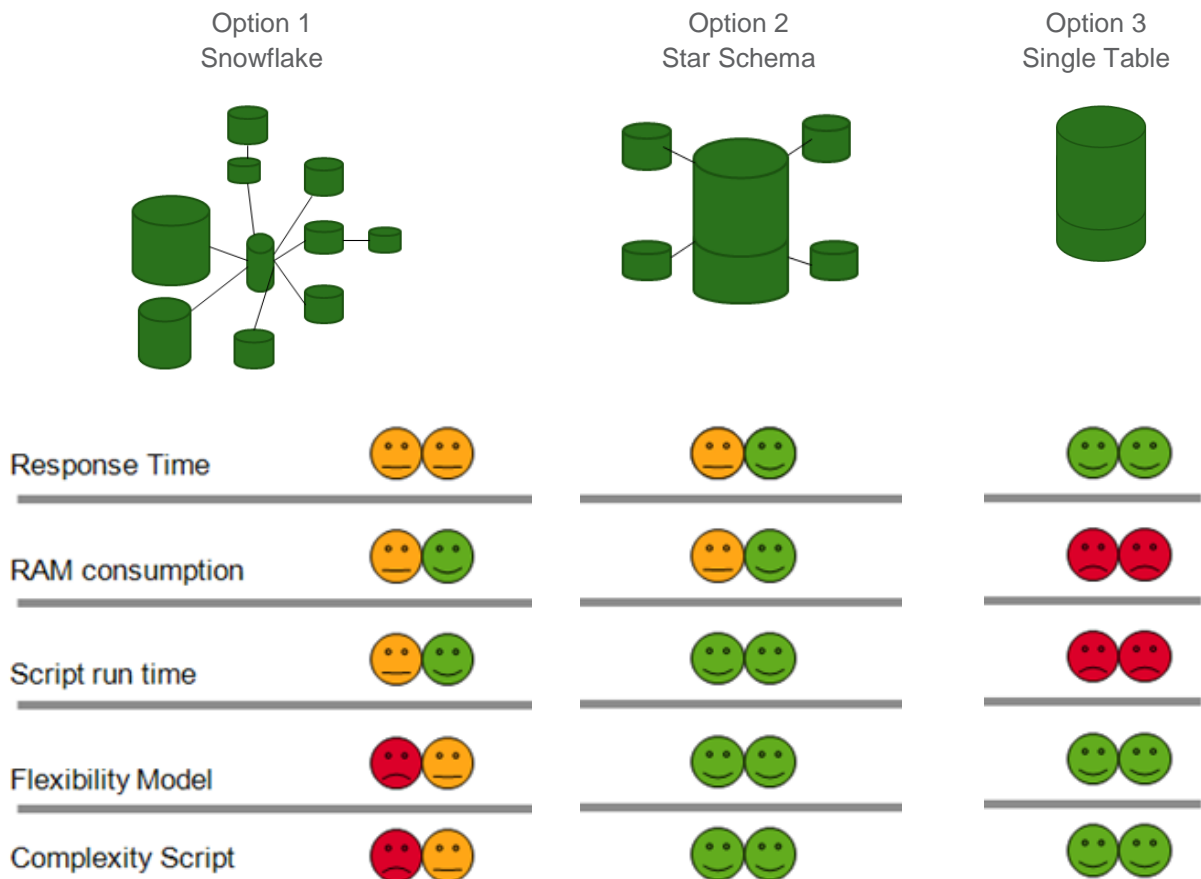 Option 1
Snowflake
Option 2
Star Schema
Option 3
Single Table
Response Time
RAM consumption
Script run time
Flexibility Model
Complexity Script